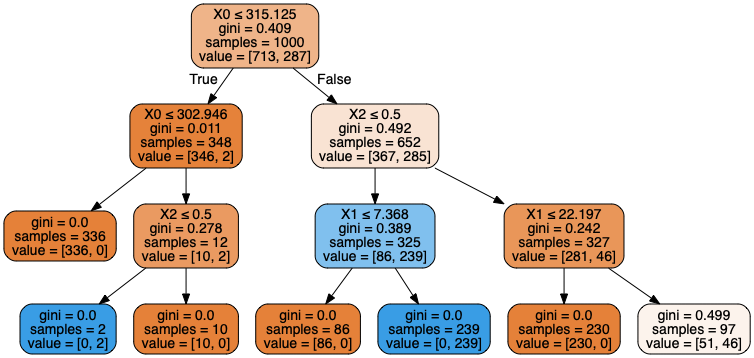 X0 ≤ 315.125
gini = 0.409
samples = 1000
value = [713, 287]
True
False
X0 ≤ 302.946
gini = 0.011
samples = 348
value = [346, 2]
X2 ≤ 0.5
gini = 0.492
samples = 652
value = [367, 285]
gini = 0.0
samples = 336
value = [336, 0]
X2 ≤ 0.5
gini = 0.278
samples = 12
value = [10, 2]
X1 ≤ 7.368
gini = 0.389
samples = 325
value = [86, 239]
X1 ≤ 22.197
gini = 0.242
samples = 327
value = [281, 46]
gini = 0.0
samples = 2
value = [0, 2]
gini = 0.0
samples = 10
value = [10, 0]
gini = 0.0
samples = 86
value = [86, 0]
gini = 0.0
samples = 239
value = [0, 239]
gini = 0.0
samples = 230
value = [230, 0]
gini = 0.499
samples = 97
value = [51, 46]